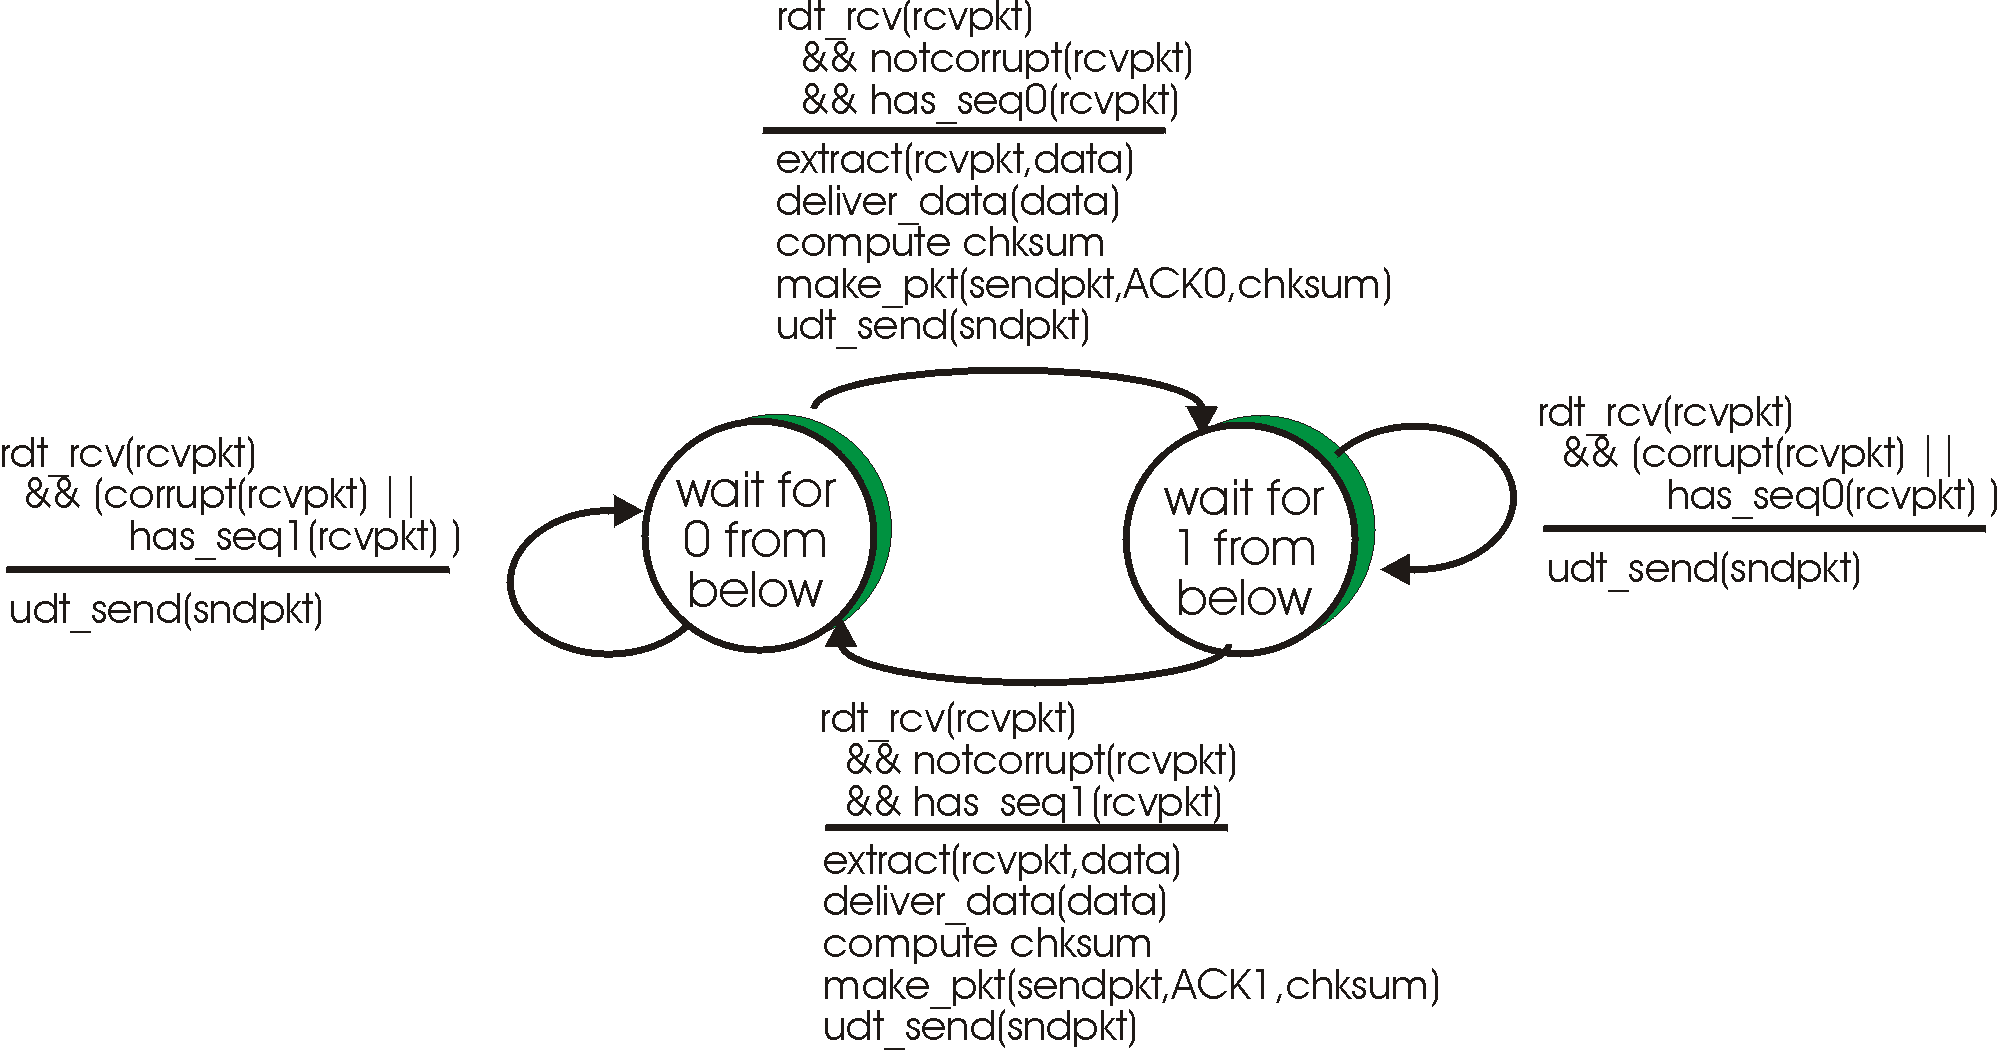 rdt_rcv(rcvpkt)
&& notcorrupt(rcvpkt)
&& has_seq0(rcvpkt)
extract(rcvpkt,data)
deliver_data(data)
compute chksum
make_pkt(sendpkt,ACK0,chksum)
udt_send(sndpkt)
rdt_rcv(rcvpkt)
&& (corrupt(rcvpkt) ||
has_seq1(rcvpkt) )
udt_send(sndpkt)
wait for
0 from
below
wait for
1 from
below
rdt_rcv(rcvpkt)
&& (corrupt(rcvpkt) ||
has_seq0(rcvpkt) )
udt_send(sndpkt)
rdt_rcv(rcvpkt)
&& notcorrupt(rcvpkt)
&& has_seq1(rcvpkt)
extract(rcvpkt,data)
deliver_data(data)
compute chksum
make_pkt(sendpkt,ACK1,chksum)
udt_send(sndpkt)